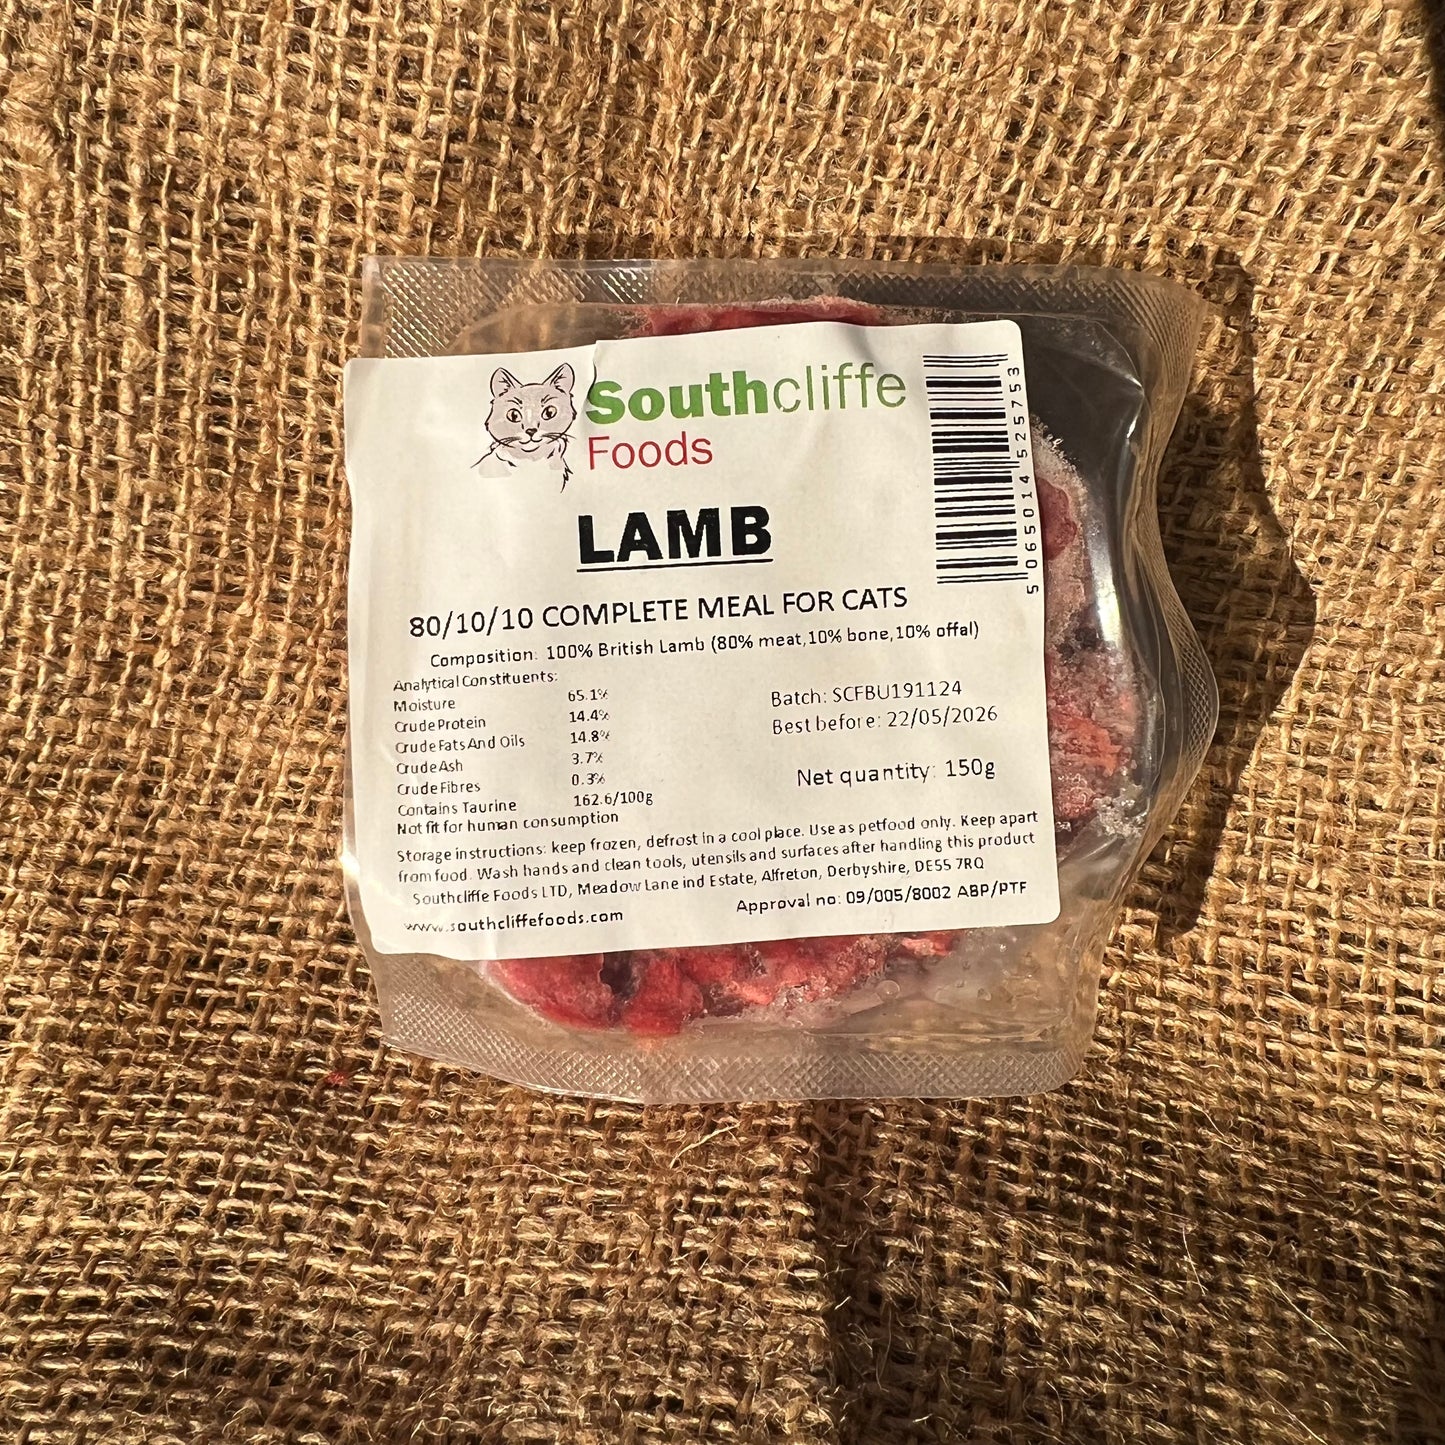 Southcliffe
Foods
LAMB
80/10/10 COMPLETE MEAL FOR CATS
Composition: 100% British Lamb (80% meat,10% bone,10% offal)
Analytical Constituents:
Moisture 65.1%
Crude Protein 14.4%
Crude Fats And Oils 14.8%
Crude Ash 3.7%
Crude Fibres 0.3%
Contains Taurine 162.6/100g
Not fit for human consumption
Batch: SCFBU191124
Best before: 22/05/2026
Net quantity: 150g
Storage instructions: keep frozen, defrost in a cool place. Use as petfood only. Keep apart
from food. Wash hands and clean tools, utensils and surfaces after handling this product
Southcliffe Foods LTD, Meadow Lane ind Estate, Alfreton, Derbyshire, DE55 7RQ
www.southcliffefoods.com
Approval no: 09/005/8002 ABP/PTF
5 065014 525753